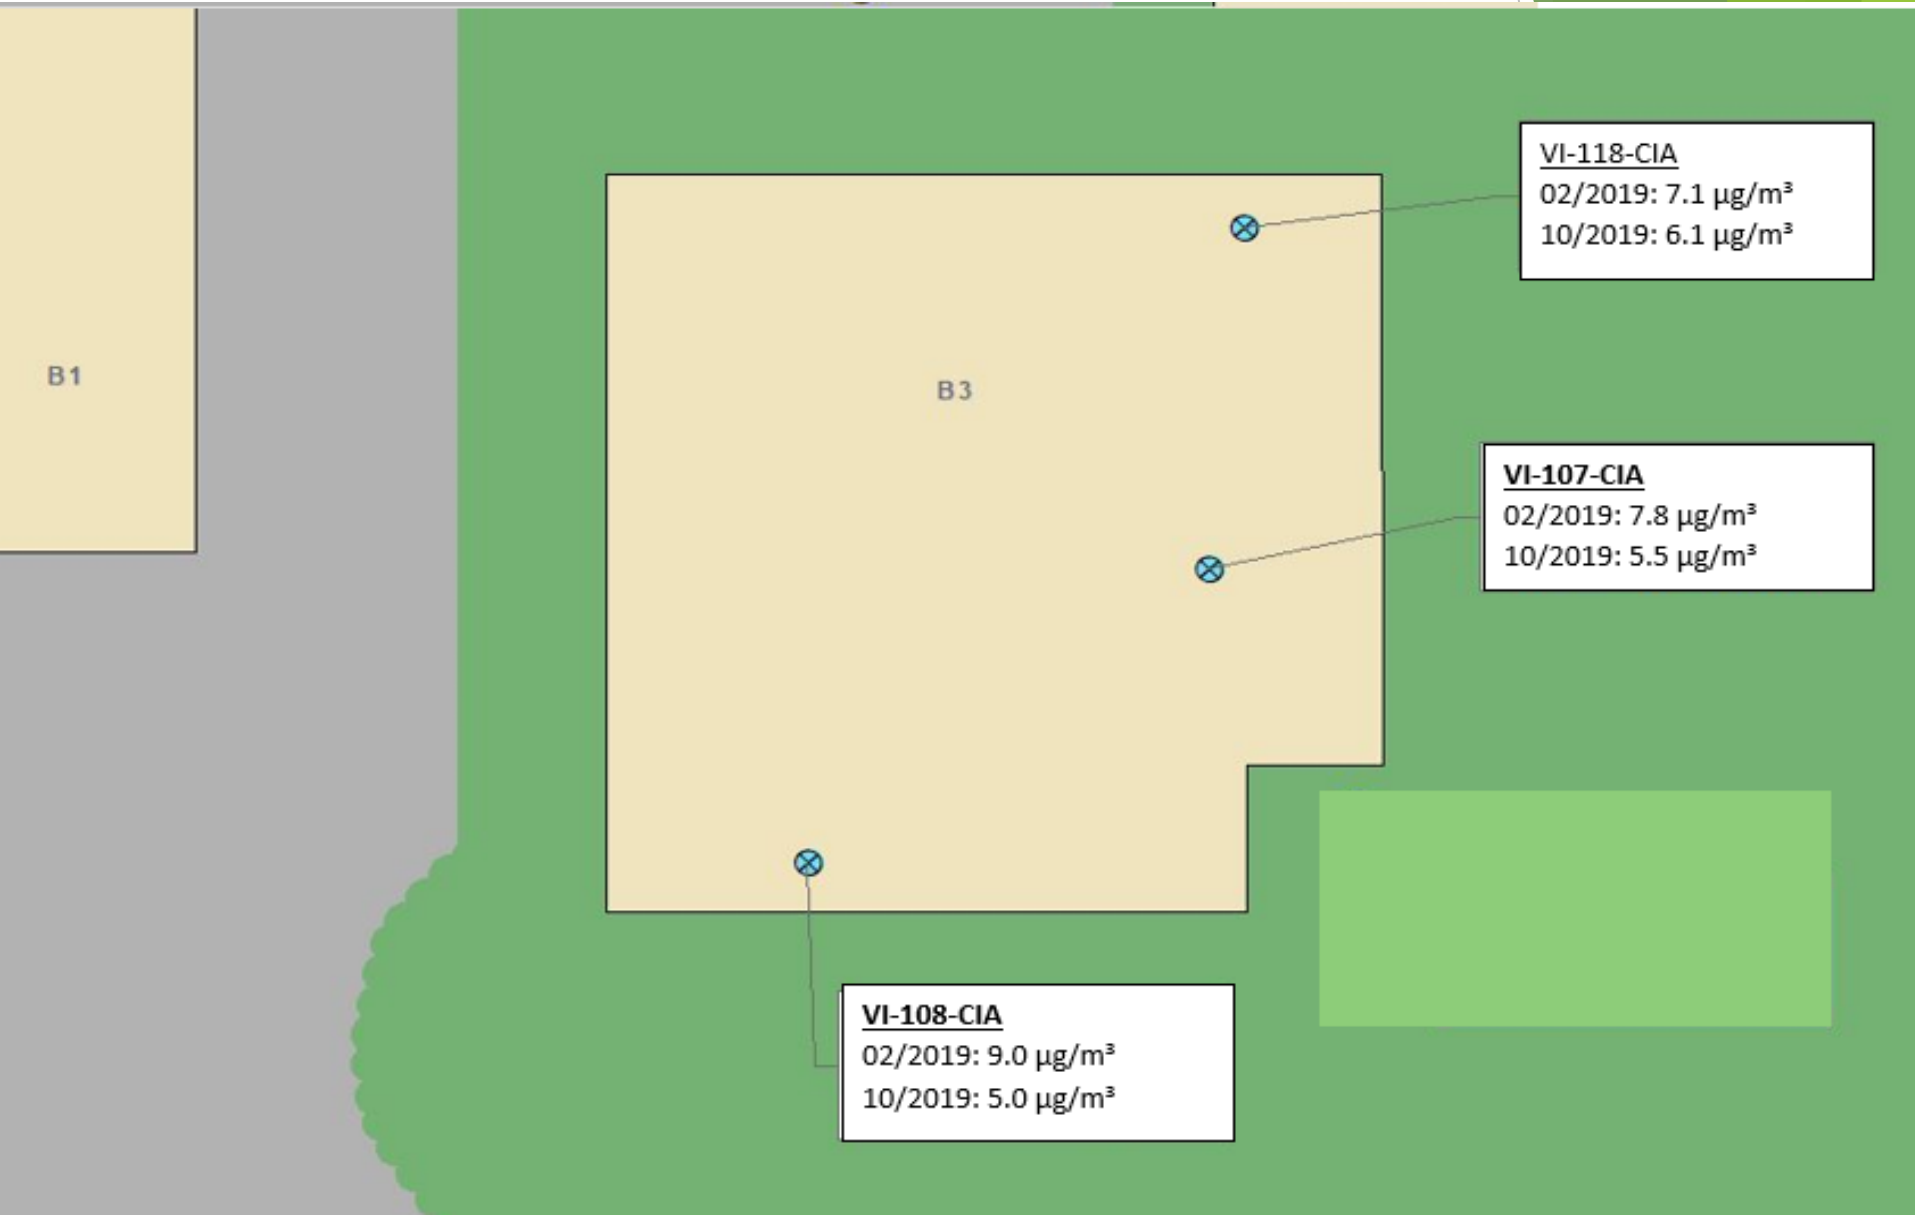 VI-118-CIA
02/2019: 7.1 µg/m³
10/2019: 6.1 µg/m³
B1
B3
VI-107-CIA
02/2019: 7.8 µg/m³
10/2019: 5.5 µg/m³
VI-108-CIA
02/2019: 9.0 µg/m³
10/2019: 5.0 µg/m³